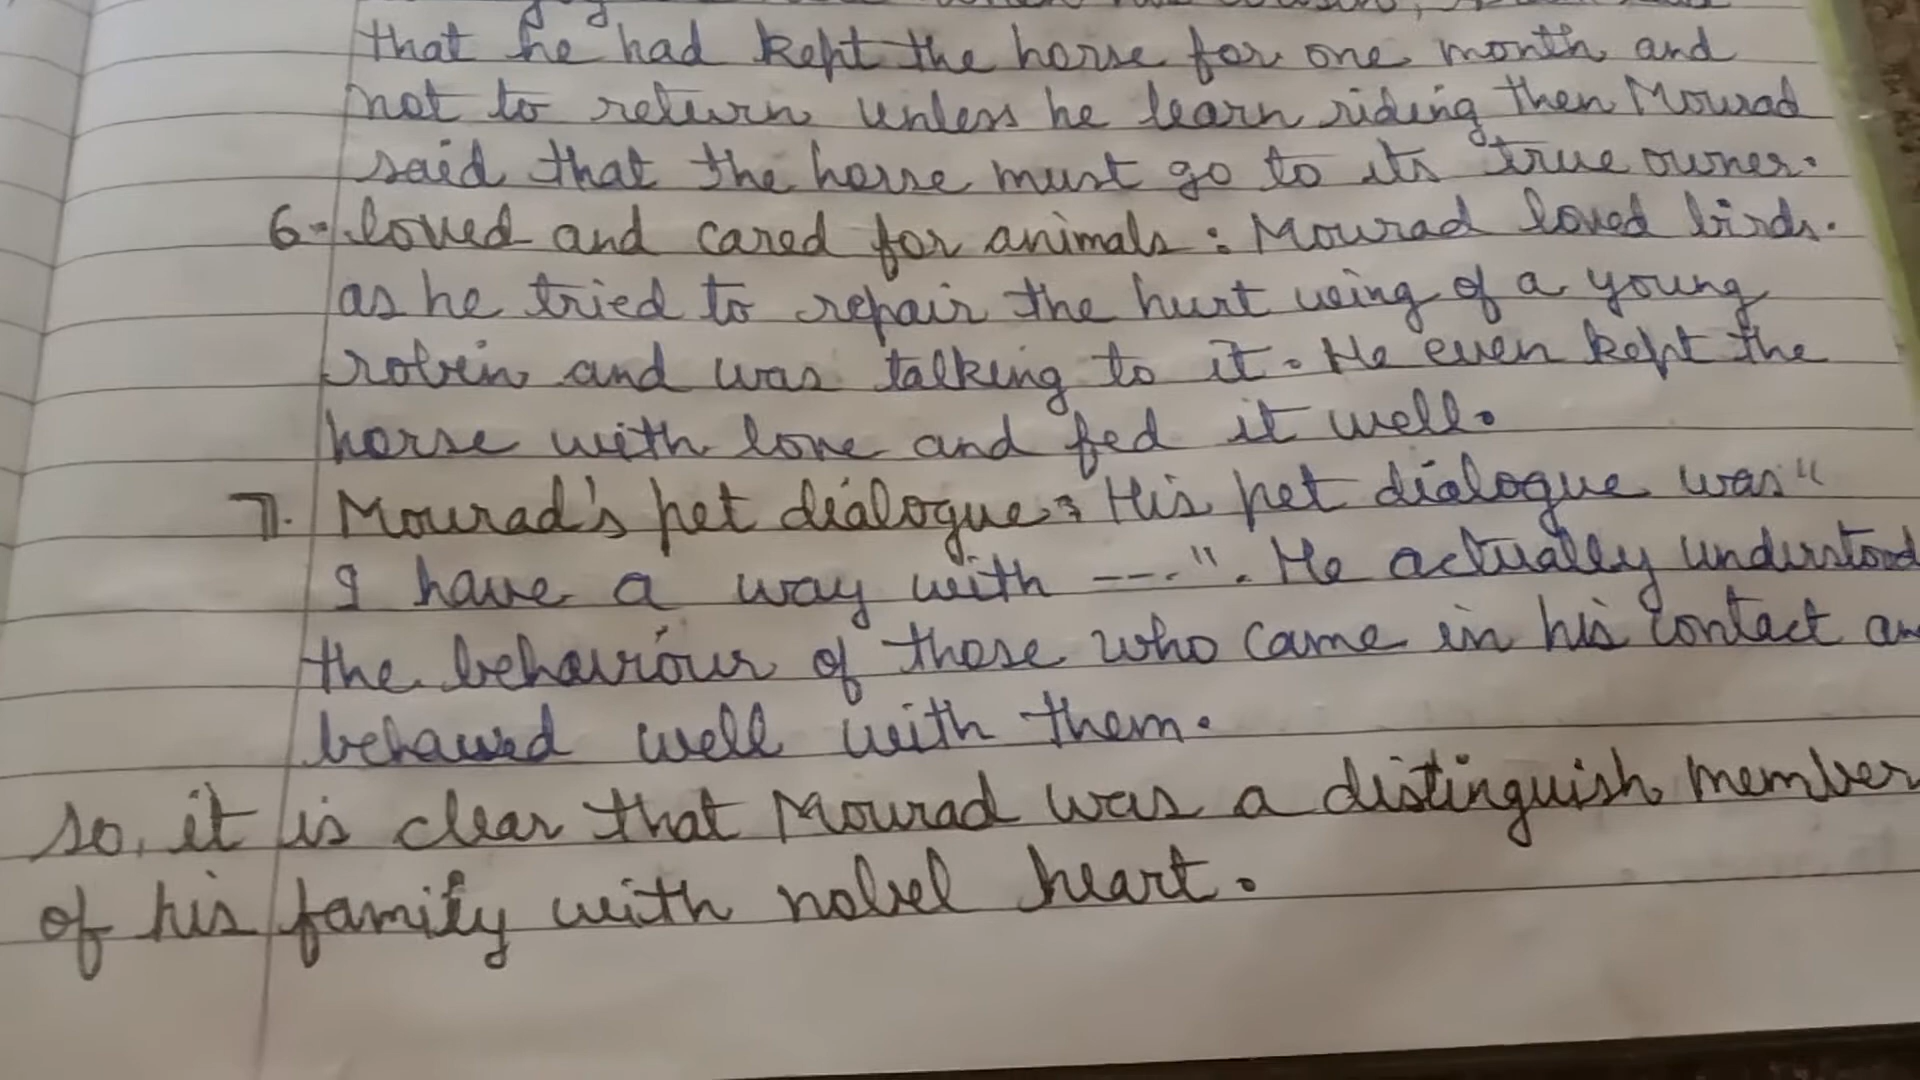 that he had kept the horse for one month and
not to return unless he learn riding then Mourad
said that the horse must go to its true owner.
6. loved and cared for animals : Mourad loved birds.
as he tried to repair the hurt wing of a young
robin and was talking to it. He even kept the
horse with love and fed it well.
7. Mourad's pet dialogue : His pet dialogue was "
I have a way with ---". He actually understood
the behaviour of those who came in his contact an
behaved well with them.
so, it is clear that Mourad was a distinguish member
of his family with nobel heart.